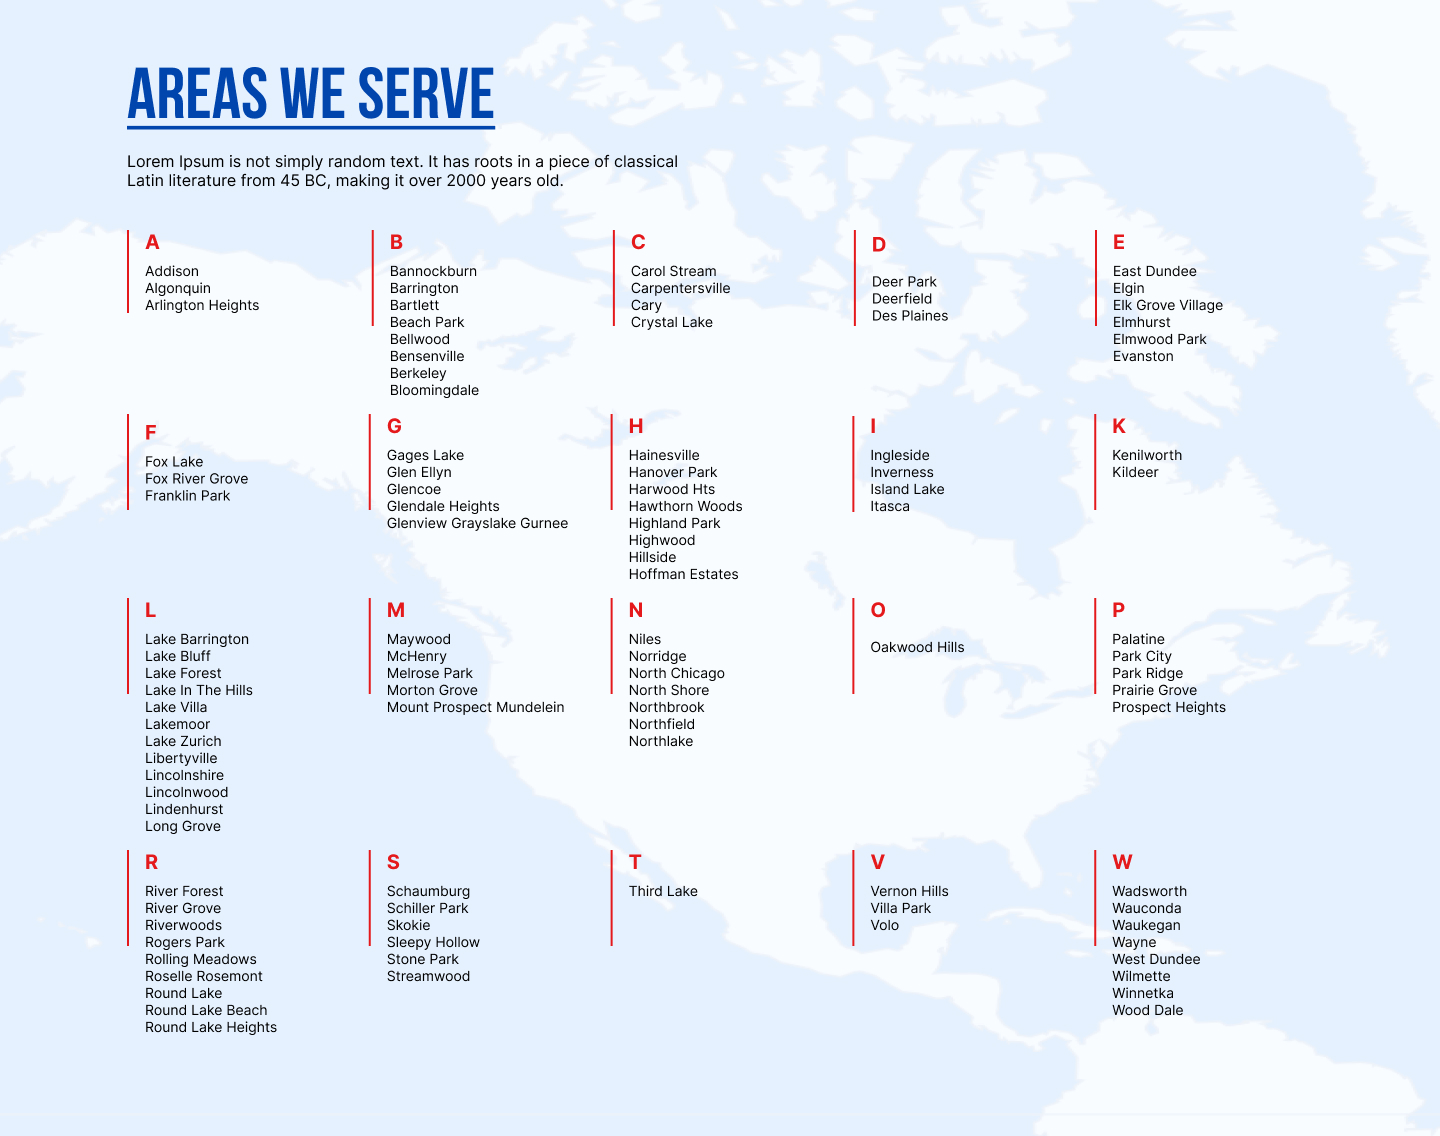 AREAS WE SERVE
Lorem Ipsum is not simply random text. It has roots in a piece of classical
Latin literature from 45 BC, making it over 2000 years old.
A
Addison
Algonquin
Arlington Heights
B
Bannockburn
Barrington
Bartlett
Beach Park
Bellwood
Bensenville
Berkeley
Bloomingdale
C
Carol Stream
Carpentersville
Cary
Crystal Lake
D
Deer Park
Deerfield
Des Plaines
E
East Dundee
Elgin
Elk Grove Village
Elmhurst
Elmwood Park
Evanston
F
Fox Lake
Fox River Grove
Franklin Park
G
Gages Lake
Glen Ellyn
Glencoe
Glendale Heights
Glenview Grayslake Gurnee
H
Hainesville
Hanover Park
Harwood Hts
Hawthorn Woods
Highland Park
Highwood
Hillside
Hoffman Estates
I
Ingleside
Inverness
Island Lake
Itasca
K
Kenilworth
Kildeer
L
Lake Barrington
Lake Bluff
Lake Forest
Lake In The Hills
Lake Villa
Lakemoor
Lake Zurich
Libertyville
Lincolnshire
Lincolnwood
Lindenhurst
Long Grove
M
Maywood
McHenry
Melrose Park
Morton Grove
Mount Prospect Mundelein
N
Niles
Norridge
North Chicago
North Shore
Northbrook
Northfield
Northlake
O
Oakwood Hills
P
Palatine
Park City
Park Ridge
Prairie Grove
Prospect Heights
R
River Forest
River Grove
Riverwoods
Rogers Park
Rolling Meadows
Roselle Rosemont
Round Lake
Round Lake Beach
Round Lake Heights
S
Schaumburg
Schiller Park
Skokie
Sleepy Hollow
Stone Park
Streamwood
T
Third Lake
V
Vernon Hills
Villa Park
Volo
W
Wadsworth
Wauconda
Waukegan
Wayne
West Dundee
Wilmette
Winnetka
Wood Dale